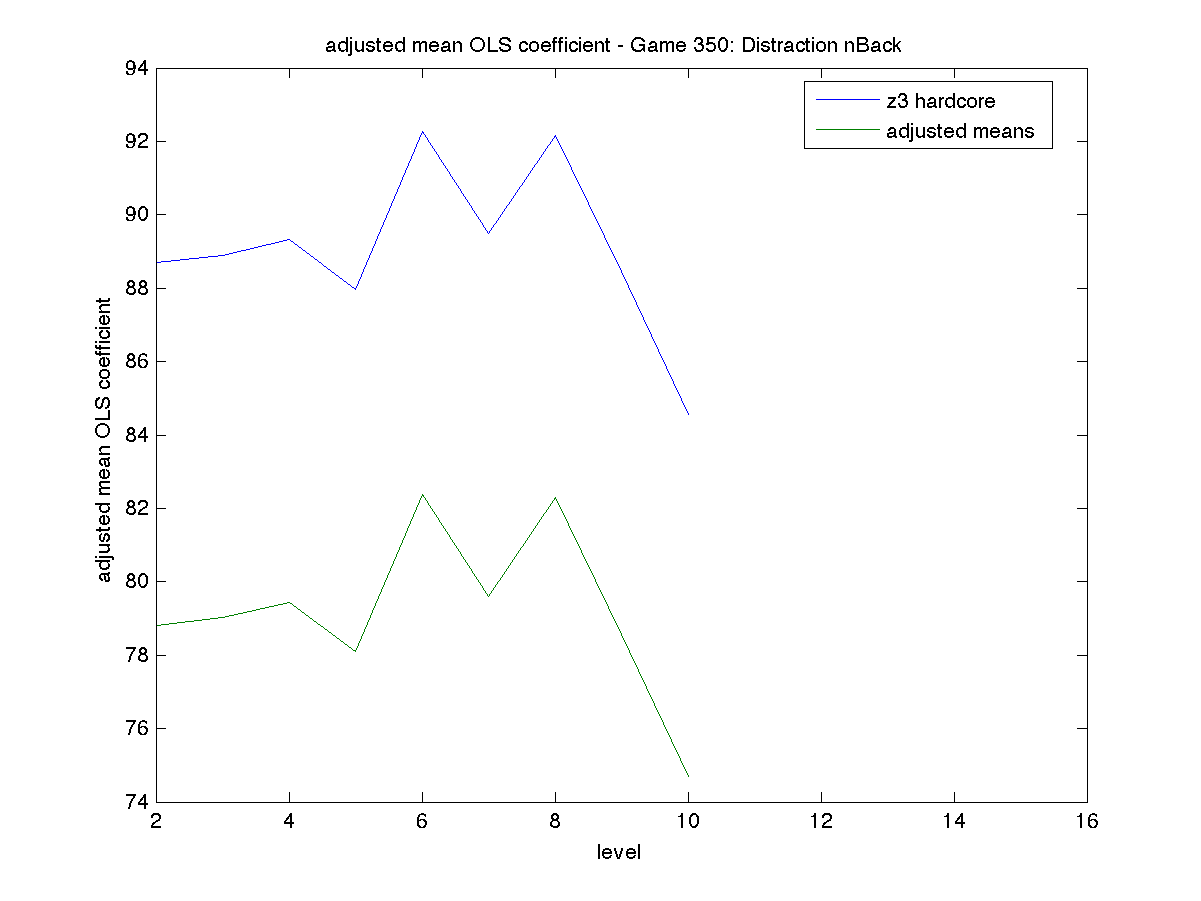 adjusted mean OLS coefficient - Game 350: Distraction nBack
z3 hardcore
adjusted means
adjusted mean OLS coefficient
94
92
90
88
86
84
82
80
78
76
74
2 4 6 8 10 12 14 16
level